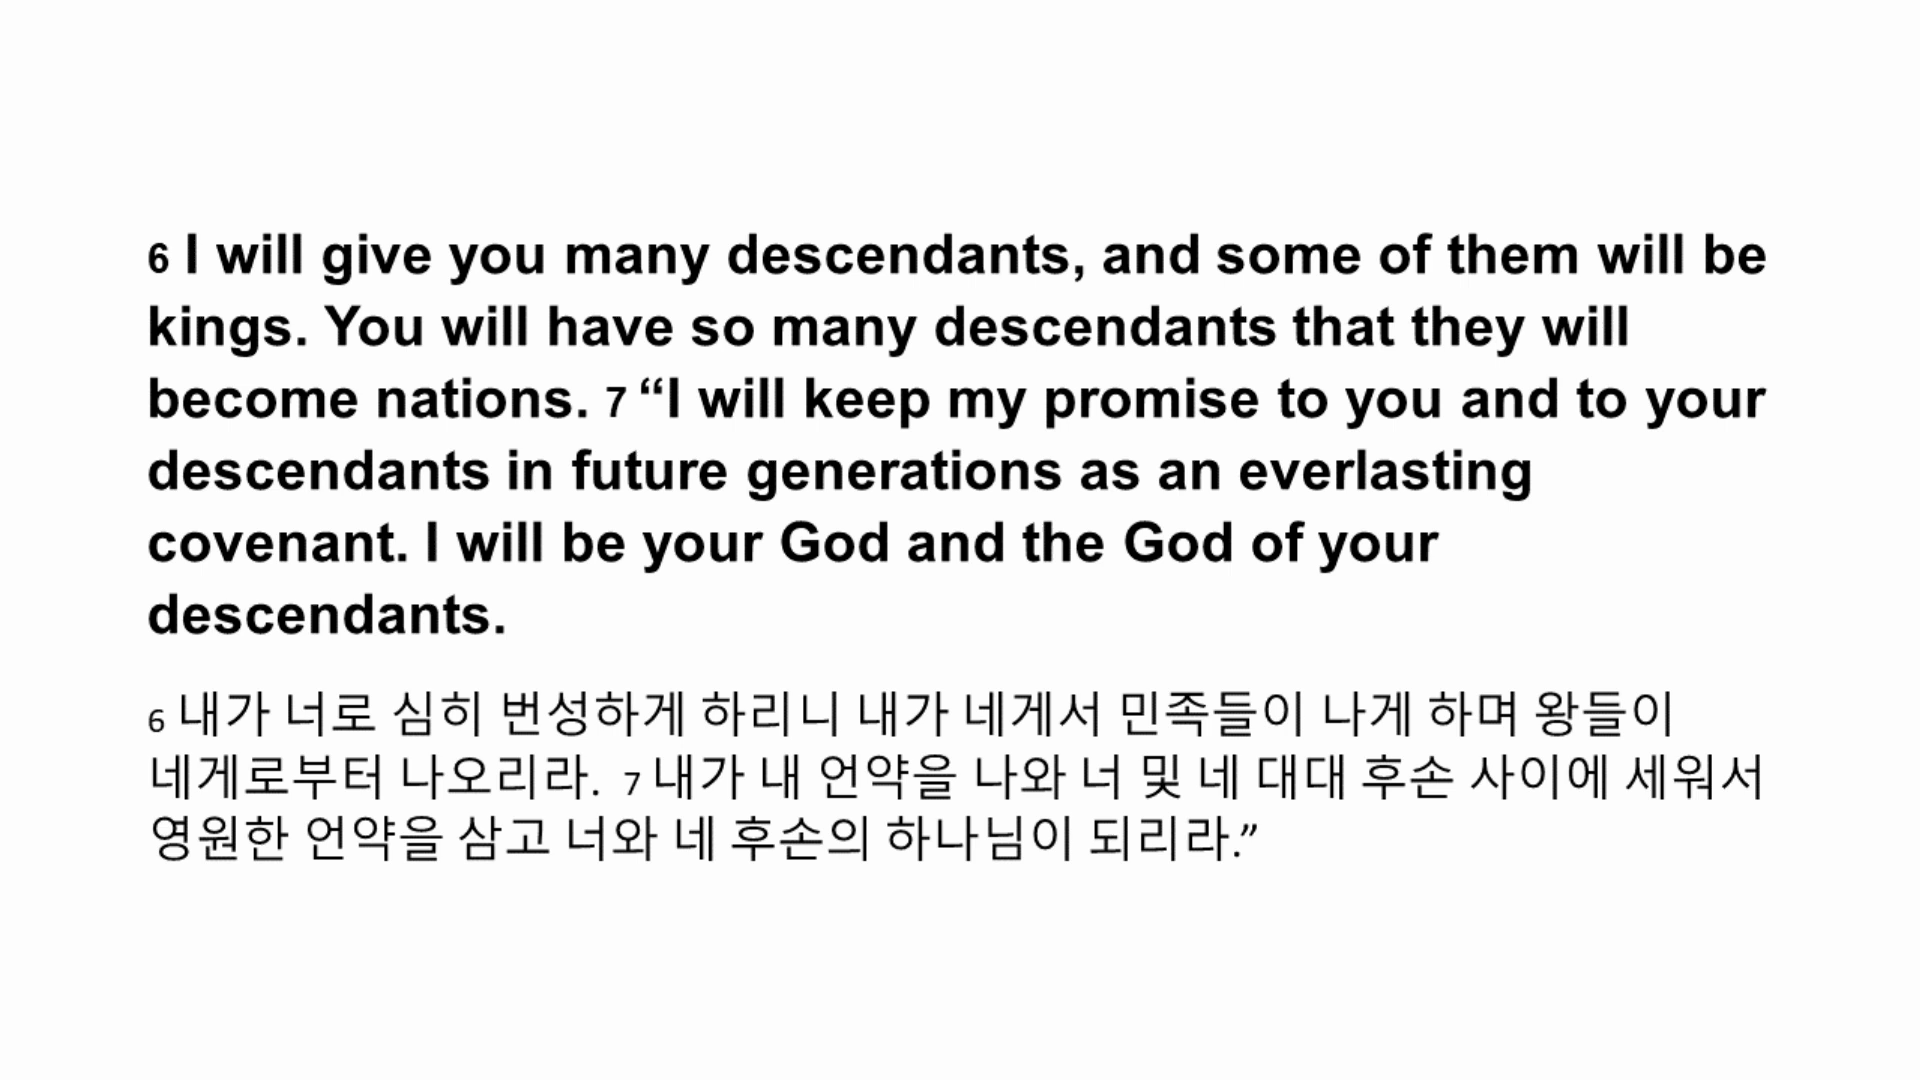 6 I will give you many descendants, and some of them will be
kings. You will have so many descendants that they will
become nations. 7 “I will keep my promise to you and to your
descendants in future generations as an everlasting
covenant. I will be your God and the God of your
descendants.
6 내가 너로 심히 번성하게 하리니 내가 네게서 민족들이 나게 하며 왕들이
네게로부터 나오리라. 7 내가 내 언약을 나와 너 및 네 대대 후손 사이에 세워서
영원한 언약을 삼고 너와 네 후손의 하나님이 되리라.”